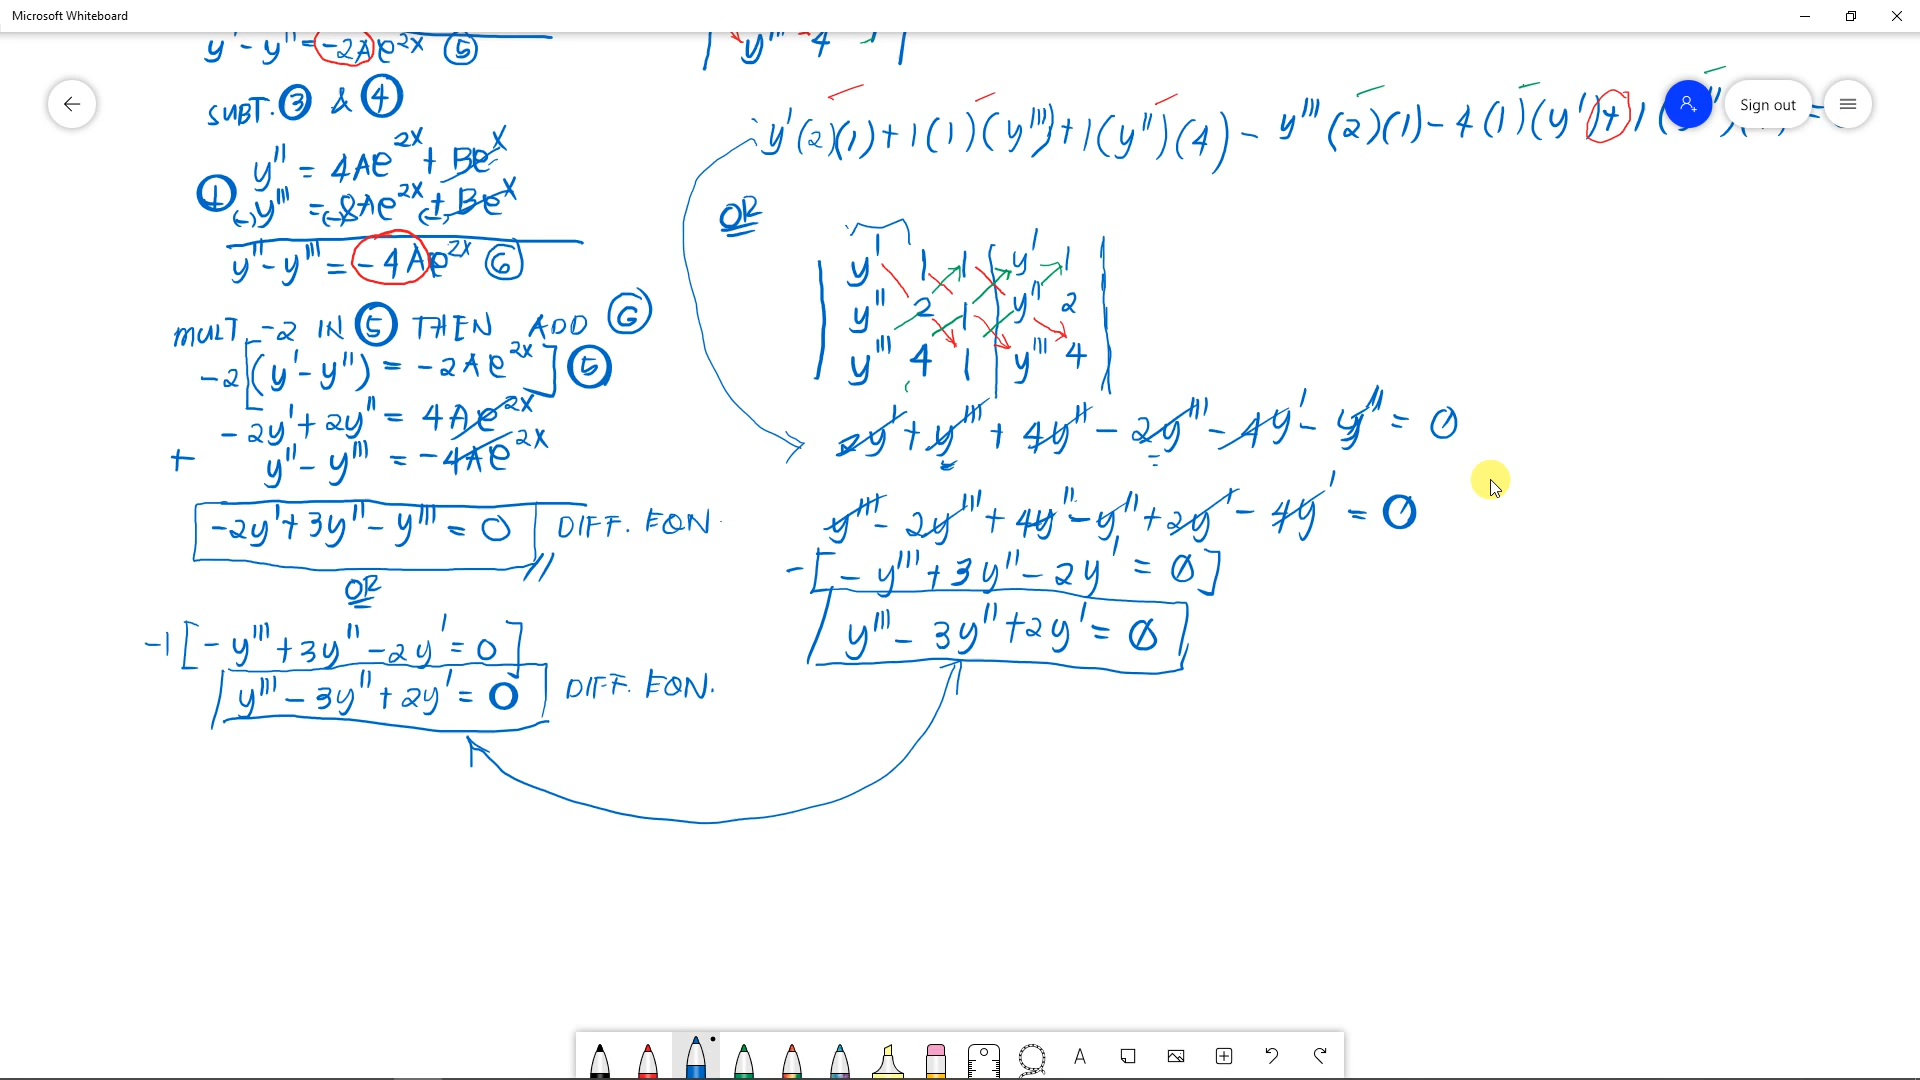 Microsoft Whiteboard
Sign out
y' - y'' = -2Ae^2x ⑤
SUBT. ③ & ④
y'' = 4Ae^2x + Be^x
① (-)y''' = (-)8Ae^2x (-)+ Be^x
y'' - y''' = -4Ae^2x ⑥
MULT. -2 IN ⑤ THEN ADD ⑥
-2[(y' - y'') = -2Ae^2x] ⑤
-2y' + 2y'' = 4Ae^2x
+ y'' - y''' = -4Ae^2x
-2y' + 3y'' - y''' = 0 DIFF. EQN.
OR
-1[-y''' + 3y'' - 2y' = 0]
y''' - 3y'' + 2y' = 0 DIFF. EQN.
y''' 4
y'(2)(1) + 1(1)(y''') + 1(y'')(4) - y'''(2)(1) - 4(1)(y') + 1(
OR
y' 1 1 y' 1
y'' 2 1 y'' 2
y''' 4 1 y''' 4
2y' + y''' + 4y'' - 2y''' - 4y' - y'' = 0
y''' - 2y''' + 4y'' - y'' + 2y' - 4y' = 0
-[-y''' + 3y'' - 2y' = 0]
y''' - 3y'' + 2y' = 0
A